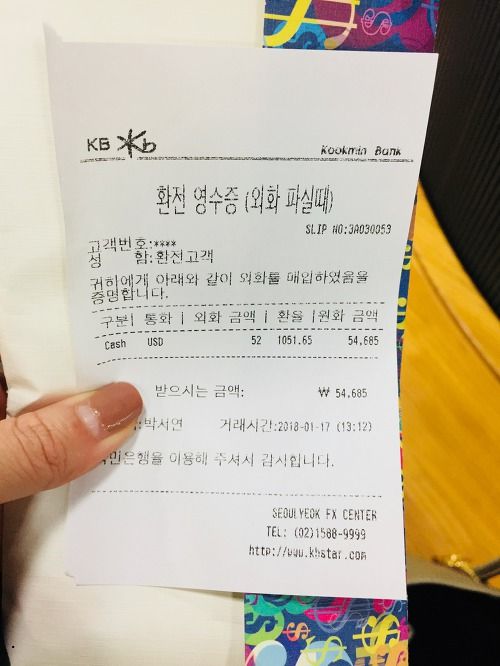 KB Kb
Kookmin Bank
환전 영수증 (외화 파실때)
SLIP NO:3A030053
고객번호:****
성 함:환전고객
귀하에게 아래와 같이 외화를 매입하였음을
증명합니다.
구분| 통화 | 외화 금액 | 환율 |원화 금액
Cash USD 52 1051.65 54,685
받으시는 금액: ₩ 54,685
:박서연 거래시간:2018-01-17 (13:12)
민은행을 이용해 주셔서 감사합니다.
SEOULYEOK FX CENTER
TEL: (02)1588-9999
http://www.kbstar.com